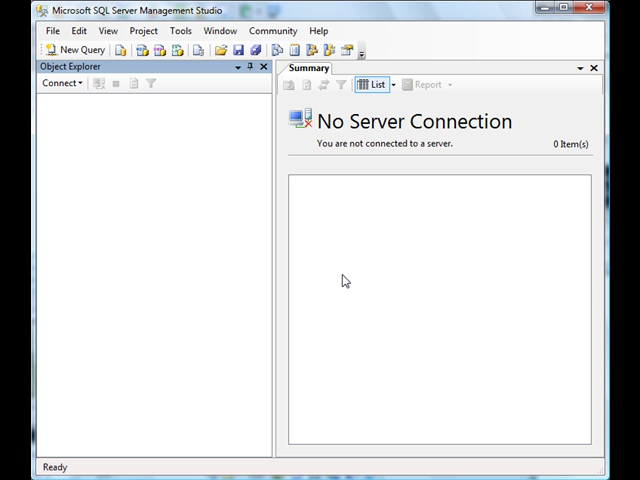 Microsoft SQL Server Management Studio
File Edit View Project Tools Window Community Help
New Query
Object Explorer
Connect
Summary
List Report
No Server Connection
You are not connected to a server. 0 Item(s)
Ready